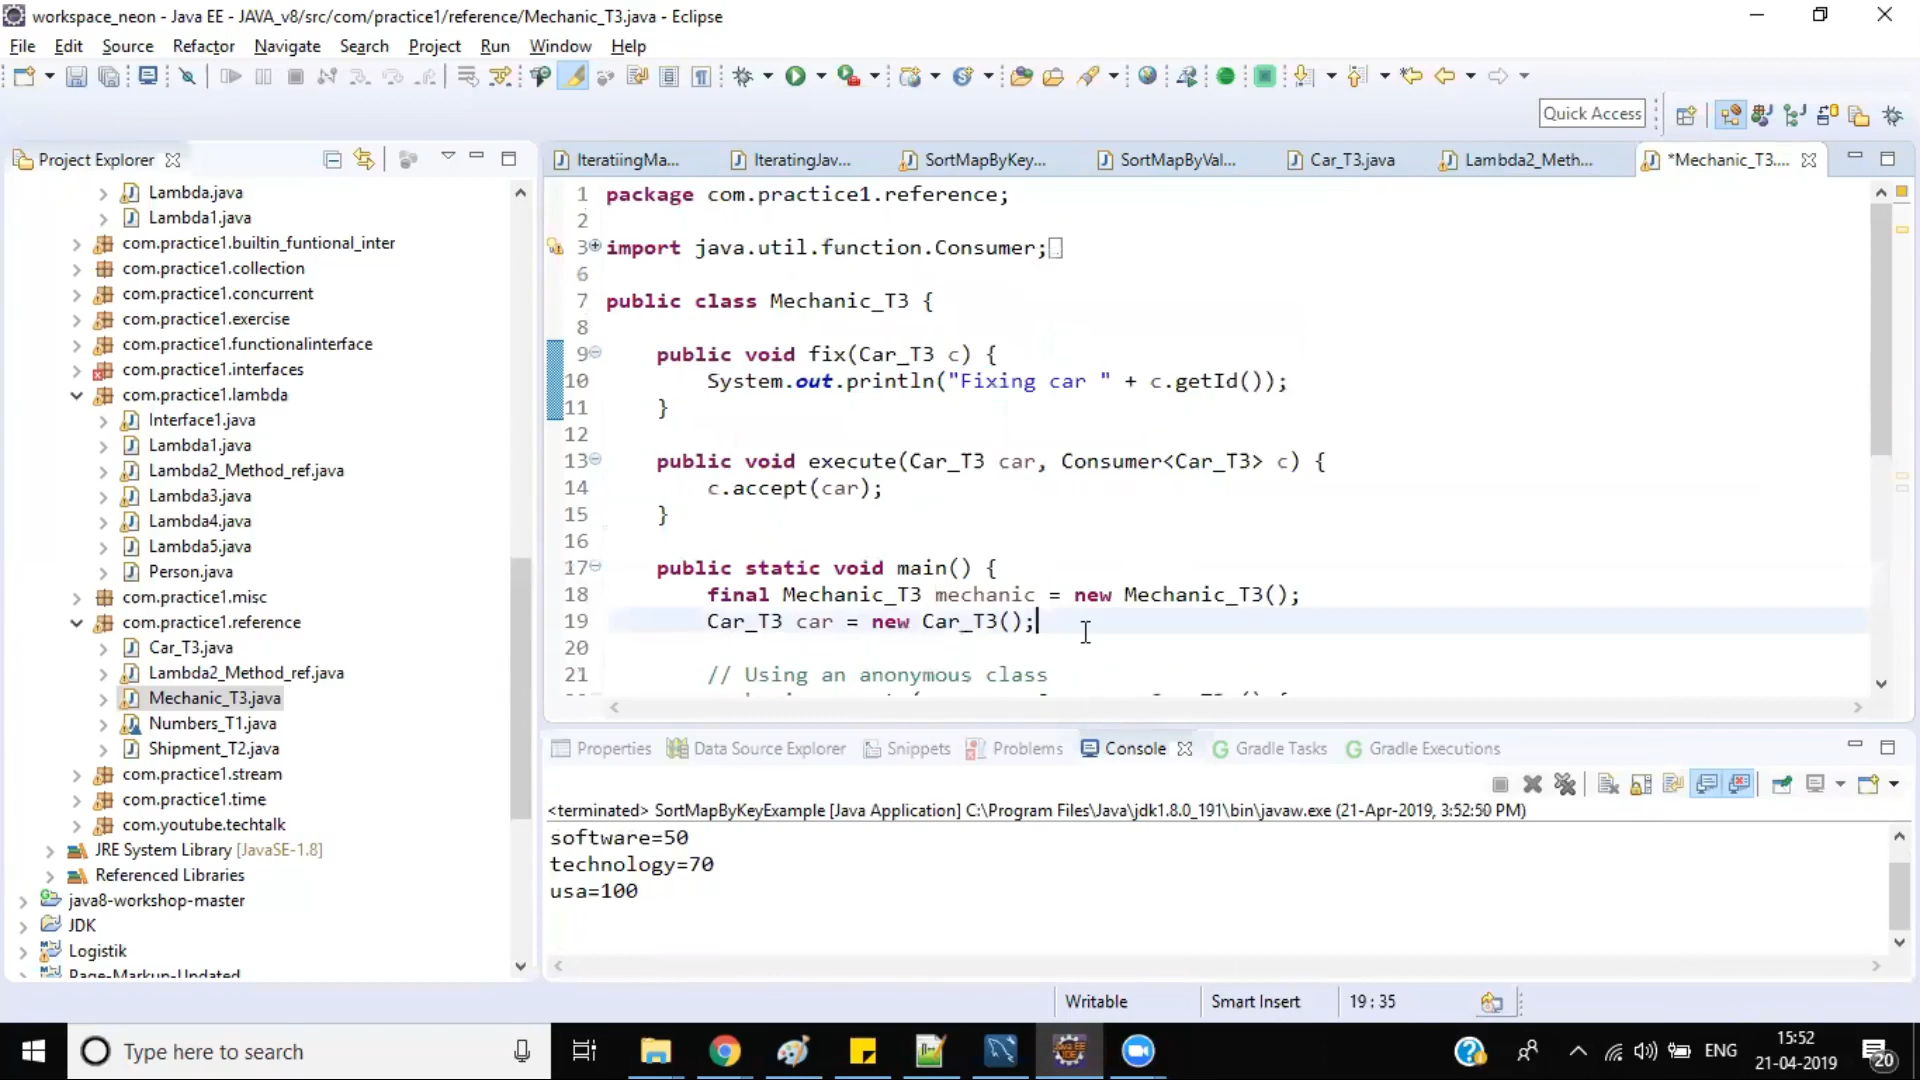 workspace_neon - Java EE - JAVA_v8/src/com/practice1/reference/Mechanic_T3.java - Eclipse
File Edit Source Refactor Navigate Search Project Run Window Help
Quick Access
Project Explorer
Lambda.java
Lambda1.java
com.practice1.builtin_funtional_inter
com.practice1.collection
com.practice1.concurrent
com.practice1.exercise
com.practice1.functionalinterface
com.practice1.interfaces
com.practice1.lambda
Interface1.java
Lambda1.java
Lambda2_Method_ref.java
Lambda3.java
Lambda4.java
Lambda5.java
Person.java
com.practice1.misc
com.practice1.reference
Car_T3.java
Lambda2_Method_ref.java
Mechanic_T3.java
Numbers_T1.java
Shipment_T2.java
com.practice1.stream
com.practice1.time
com.youtube.techtalk
JRE System Library [JavaSE-1.8]
Referenced Libraries
java8-workshop-master
JDK
Logistik
Page-Markup-Updated
IteratiingMa... IteratingJav... SortMapByKey... SortMapByVal... Car_T3.java Lambda2_Meth... *Mechanic_T3....
1 package com.practice1.reference;
2
3 import java.util.function.Consumer;
6
7 public class Mechanic_T3 {
8
9 public void fix(Car_T3 c) {
10 System.out.println("Fixing car " + c.getId());
11 }
12
13 public void execute(Car_T3 car, Consumer<Car_T3> c) {
14 c.accept(car);
15 }
16
17 public static void main() {
18 final Mechanic_T3 mechanic = new Mechanic_T3();
19 Car_T3 car = new Car_T3();
20
21 // Using an anonymous class
Properties Data Source Explorer Snippets Problems Console Gradle Tasks Gradle Executions
<terminated> SortMapByKeyExample [Java Application] C:\Program Files\Java\jdk1.8.0_191\bin\javaw.exe (21-Apr-2019, 3:52:50 PM)
software=50
technology=70
usa=100
Writable Smart Insert 19 : 35
Type here to search
ENG
15:52
21-04-2019
20